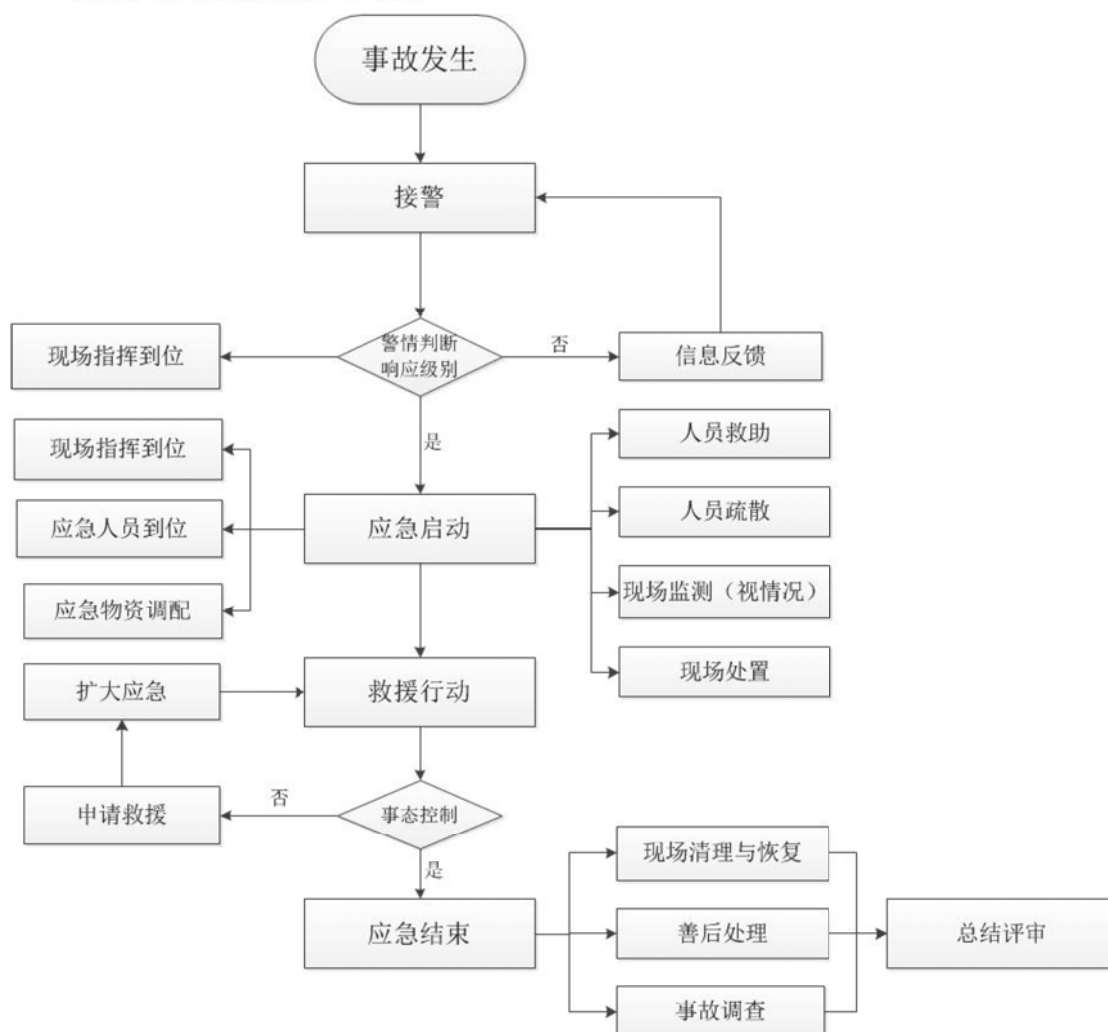 事故发生
接警
警情判断
响应级别
现场指挥到位
否
信息反馈
是
现场指挥到位
应急人员到位
应急物资调配
应急启动
人员救助
人员疏散
现场监测（视情况）
现场处置
扩大应急
救援行动
申请救援
否
事态控制
是
应急结束
现场清理与恢复
善后处理
事故调查
总结评审